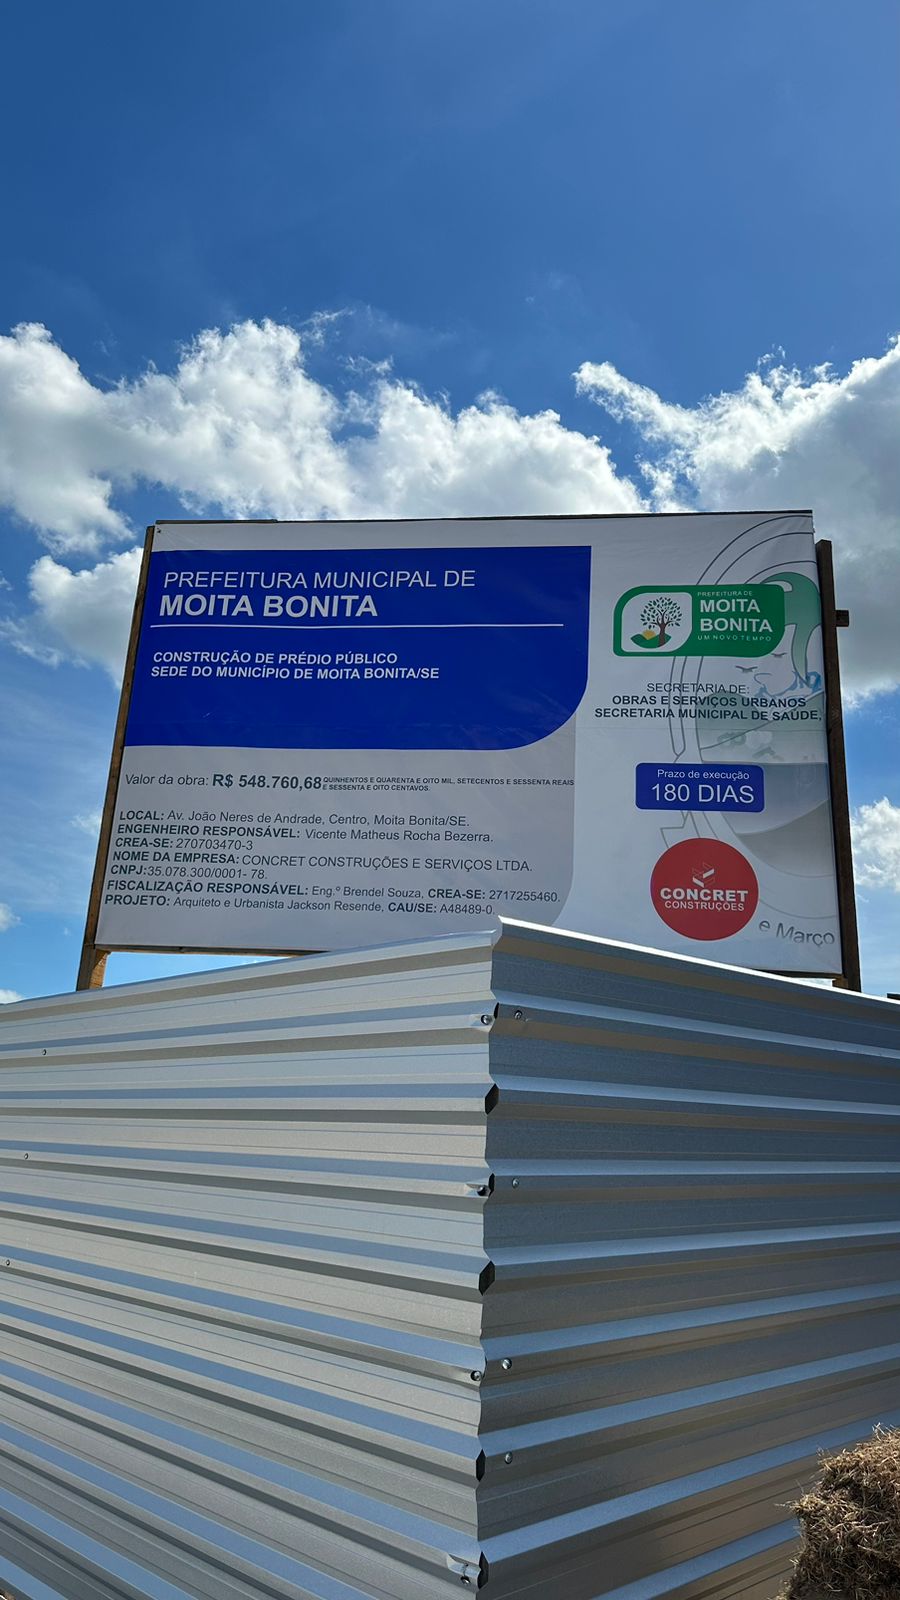 PREFEITURA MUNICIPAL DE
MOITA BONITA
CONSTRUÇÃO DE PRÉDIO PÚBLICO
SEDE DO MUNICÍPIO DE MOITA BONITA/SE
Valor da obra: R$ 548.760,68 QUINHENTOS E QUARENTA E OITO MIL, SETECENTOS E SESSENTA REAIS
E SESSENTA E OITO CENTAVOS.
LOCAL: Av. João Neres de Andrade, Centro, Moita Bonita/SE.
ENGENHEIRO RESPONSÁVEL: Vicente Matheus Rocha Bezerra.
CREA-SE: 270703470-3
NOME DA EMPRESA: CONCRET CONSTRUÇÕES E SERVIÇOS LTDA.
CNPJ:35.078.300/0001- 78.
FISCALIZAÇÃO RESPONSÁVEL: Eng.º Brendel Souza, CREA-SE: 2717255460.
PROJETO: Arquiteto e Urbanista Jackson Resende, CAU/SE: A48489-0.
PREFEITURA DE
MOITA
BONITA
UM NOVO TEMPO
SECRETARIA DE:
OBRAS E SERVIÇOS URBANOS
SECRETARIA MUNICIPAL DE SAÚDE,
Prazo de execução
180 DIAS
CONCRET
CONSTRUÇÕES
e Março